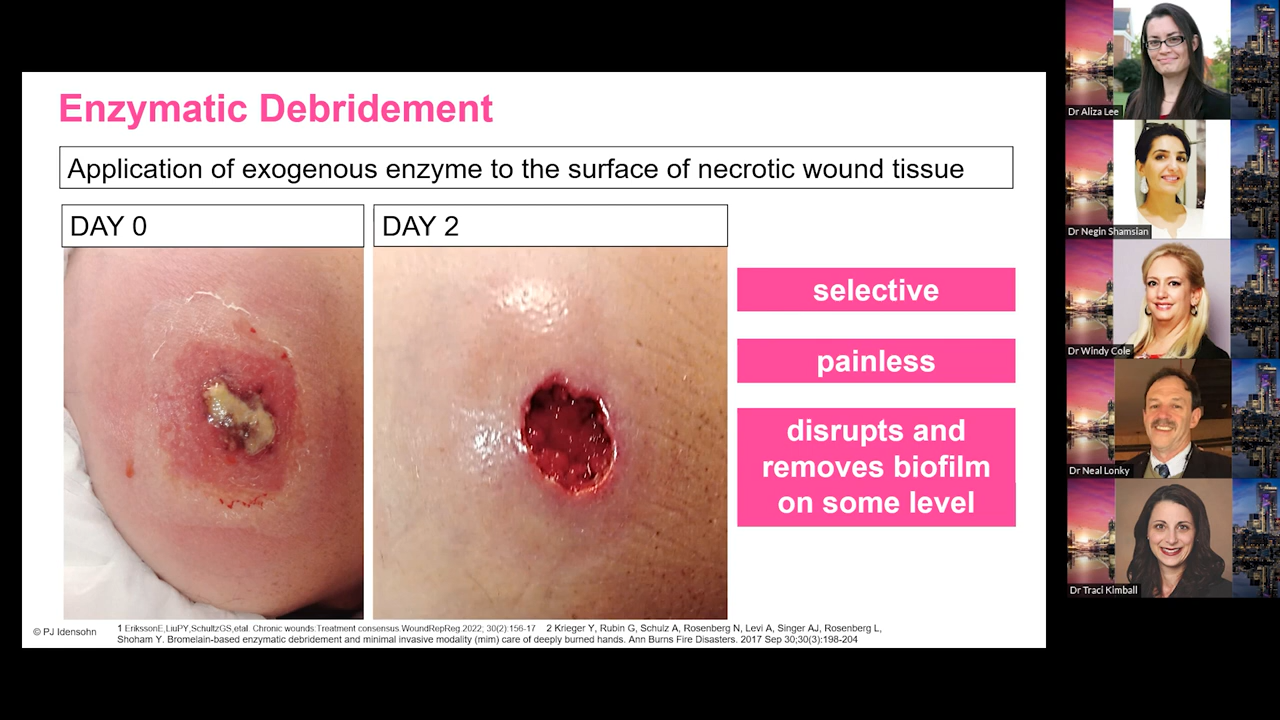 Enzymatic Debridement
Application of exogenous enzyme to the surface of necrotic wound tissue
DAY 0
DAY 2
selective
painless
disrupts and
removes biofilm
on some level
© PJ Idensohn
1 ErikssonE,LiuPY,SchultzGS,etal. Chronic wounds:Treatment consensus.WoundRepReg.2022; 30(2):156-17 2 Krieger Y, Rubin G, Schulz A, Rosenberg N, Levi A, Singer AJ, Rosenberg L,
Shoham Y. Bromelain-based enzymatic debridement and minimal invasive modality (mim) care of deeply burned hands. Ann Burns Fire Disasters. 2017 Sep 30;30(3):198-204
Dr Aliza Lee
Dr Negin Shamsian
Dr Windy Cole
Dr Neal Lonky
Dr Traci Kimball